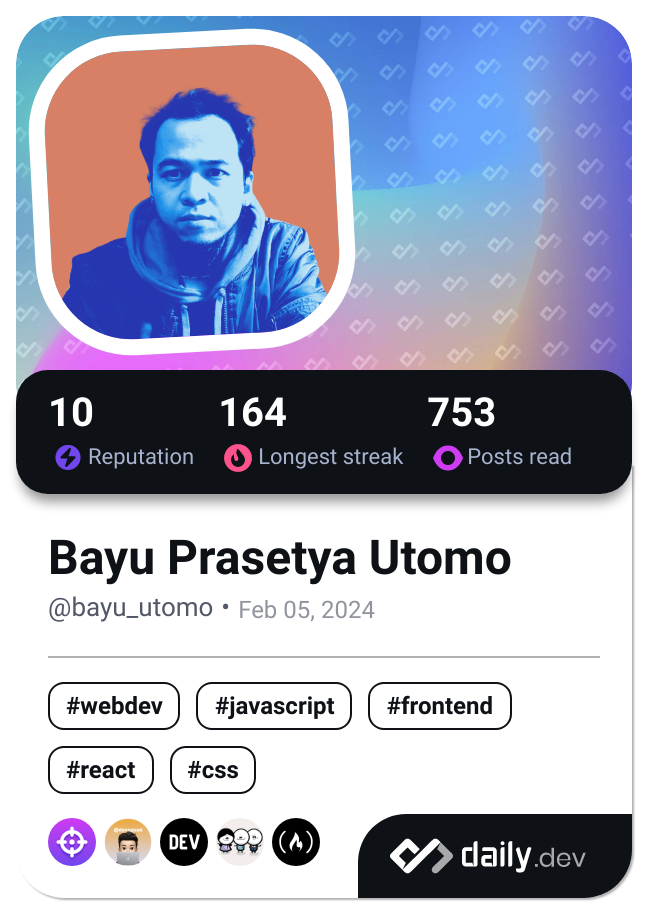 10 164 753
Reputation Longest streak Posts read
Bayu Prasetya Utomo
@bayu_utomo • Feb 05, 2024
#webdev #javascript #frontend
#react #css
DEV
daily.dev